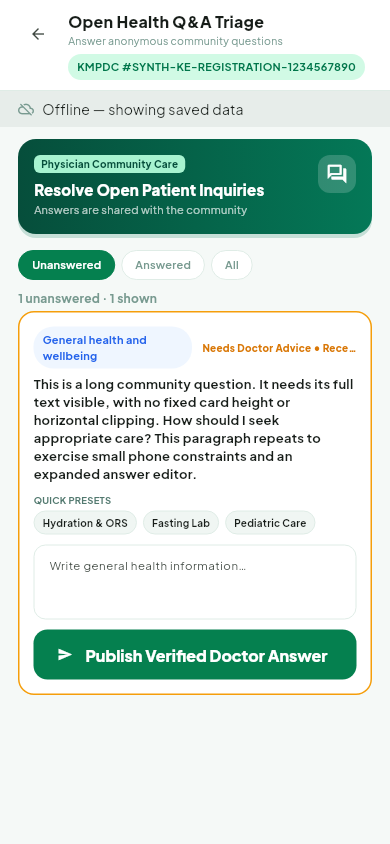 Open Health Q&A Triage
Answer anonymous community questions
KMPDC #SYNTH-KE-REGISTRATION-1234567890
Offline — showing saved data
Physician Community Care
Resolve Open Patient Inquiries
Answers are shared with the community
Unanswered
Answered
All
1 unanswered · 1 shown
General health and
wellbeing
Needs Doctor Advice • Rece…
This is a long community question. It needs its full
text visible, with no fixed card height or
horizontal clipping. How should I seek
appropriate care? This paragraph repeats to
exercise small phone constraints and an
expanded answer editor.
QUICK PRESETS
Hydration & ORS
Fasting Lab
Pediatric Care
Write general health information…
Publish Verified Doctor Answer